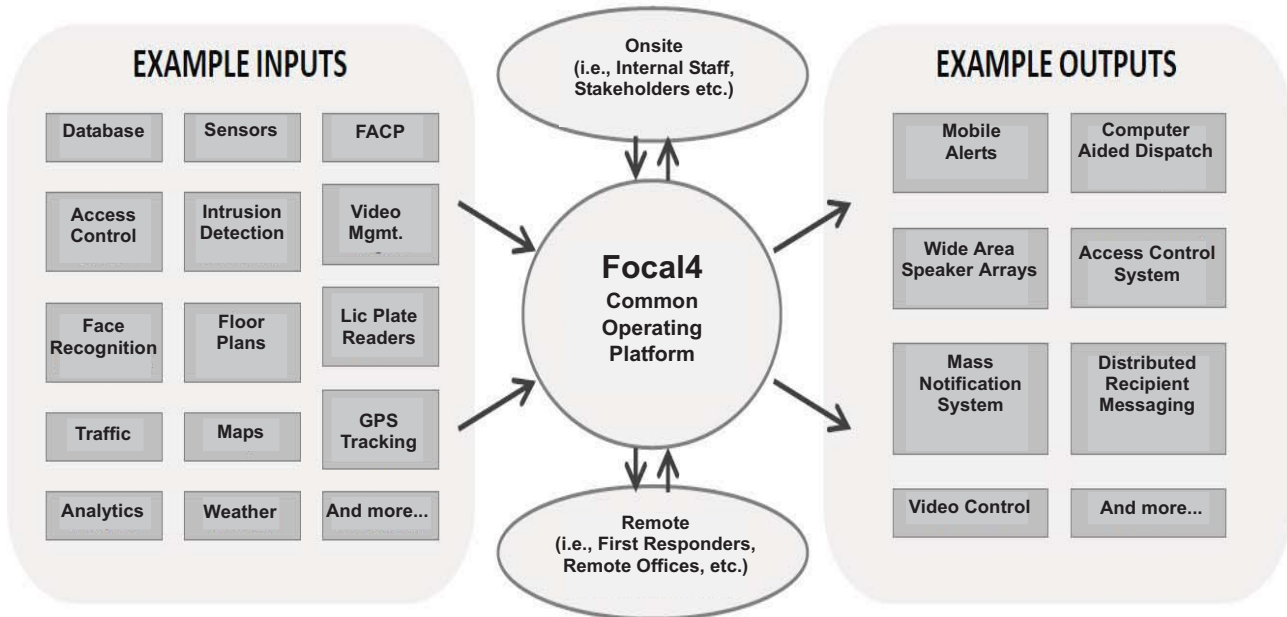 EXAMPLE INPUTS
Database
Sensors
FACP
Access
Control
Intrusion
Detection
Video
Mgmt.
Face
Recognition
Floor
Plans
Lic Plate
Readers
Traffic
Maps
GPS
Tracking
Analytics
Weather
And more...
Onsite
(i.e., Internal Staff,
Stakeholders etc.)
Focal4
Common
Operating
Platform
Remote
(i.e., First Responders,
Remote Offices, etc.)
EXAMPLE OUTPUTS
Mobile
Alerts
Computer
Aided Dispatch
Wide Area
Speaker Arrays
Access Control
System
Mass
Notification
System
Distributed
Recipient
Messaging
Video Control
And more...